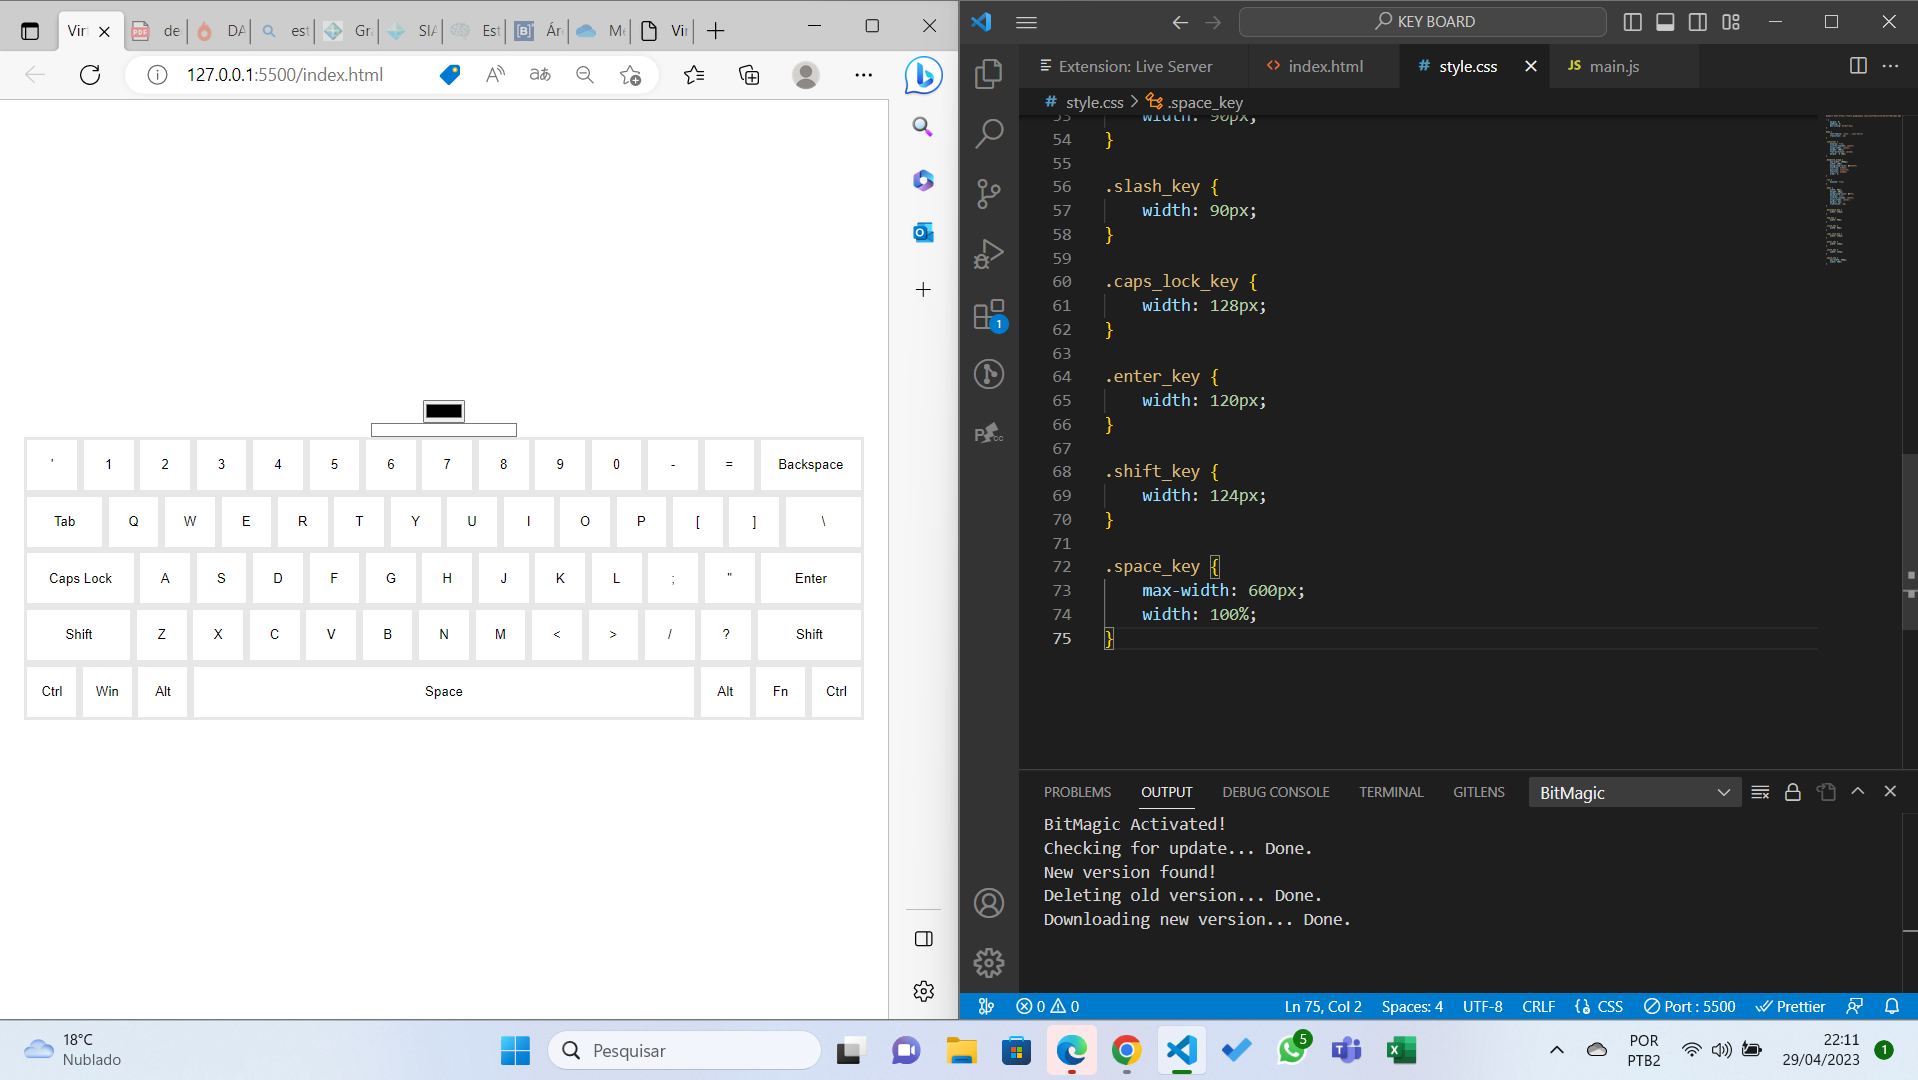 Virt
de
DA
est
Gra
SIA
Est
Ár
Me
Vir
127.0.0.1:5500/index.html
' 1 2 3 4 5 6 7 8 9 0 - = Backspace
Tab Q W E R T Y U I O P [ ] \
Caps Lock A S D F G H J K L ; " Enter
Shift Z X C V B N M < > / ? Shift
Ctrl Win Alt Space Alt Fn Ctrl
KEY BOARD
Extension: Live Server
index.html
style.css
JS main.js
style.css > .space_key
53 width: 90px;
54 }
55
56 .slash_key {
57 width: 90px;
58 }
59
60 .caps_lock_key {
61 width: 128px;
62 }
63
64 .enter_key {
65 width: 120px;
66 }
67
68 .shift_key {
69 width: 124px;
70 }
71
72 .space_key {
73 max-width: 600px;
74 width: 100%;
75 }
1
PROBLEMS OUTPUT DEBUG CONSOLE TERMINAL GITLENS BitMagic
BitMagic Activated!
Checking for update... Done.
New version found!
Deleting old version... Done.
Downloading new version... Done.
0 0 Ln 75, Col 2 Spaces: 4 UTF-8 CRLF {} CSS Port : 5500 Prettier
18°C
Nublado
Pesquisar
5
POR
PTB2
22:11
29/04/2023
1